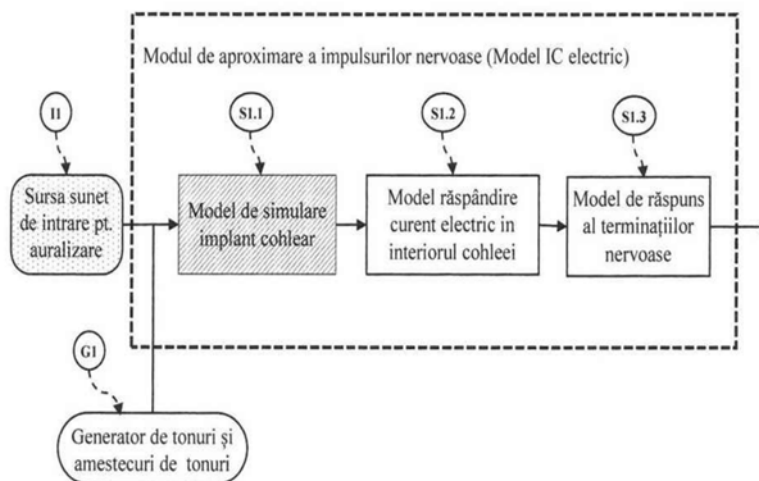 Modul de aproximare a impulsurilor nervoase (Model IC electric)
I1
S1.1
S1.2
S1.3
Sursa sunet
de intrare pt.
auralizare
Model de simulare
implant cohlear
Model răspândire
curent electric in
interiorul cohleei
Model de răspuns
al terminațiilor
nervoase
G1
Generator de tonuri și
amestecuri de tonuri